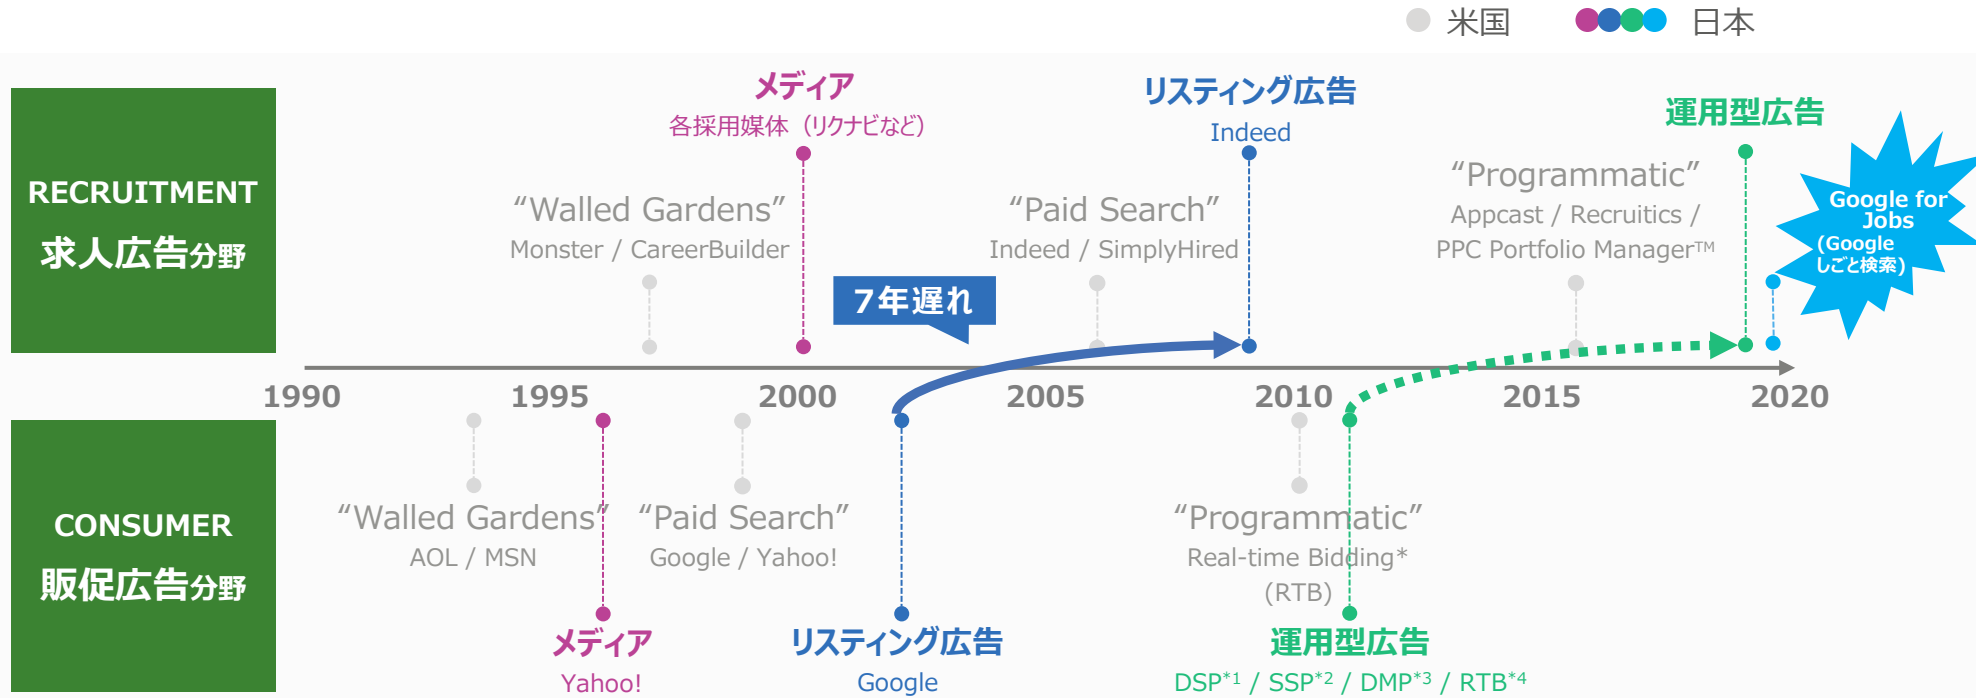 米国
日本
RECRUITMENT
求人広告分野
メディア
各採用媒体（リクナビなど）
リスティング広告
Indeed
運用型広告
“Walled Gardens”
Monster / CareerBuilder
“Paid Search”
Indeed / SimplyHired
“Programmatic”
Appcast / Recruitics /
PPC Portfolio Manager™
Google for
Jobs
(Google
しごと検索)
7年遅れ
1990
1995
2000
2005
2010
2015
2020
CONSUMER
販促広告分野
“Walled Gardens”
AOL / MSN
“Paid Search”
Google / Yahoo!
“Programmatic”
Real-time Bidding*
(RTB)
メディア
Yahoo!
リスティング広告
Google
運用型広告
DSP*1 / SSP*2 / DMP*3 / RTB*4